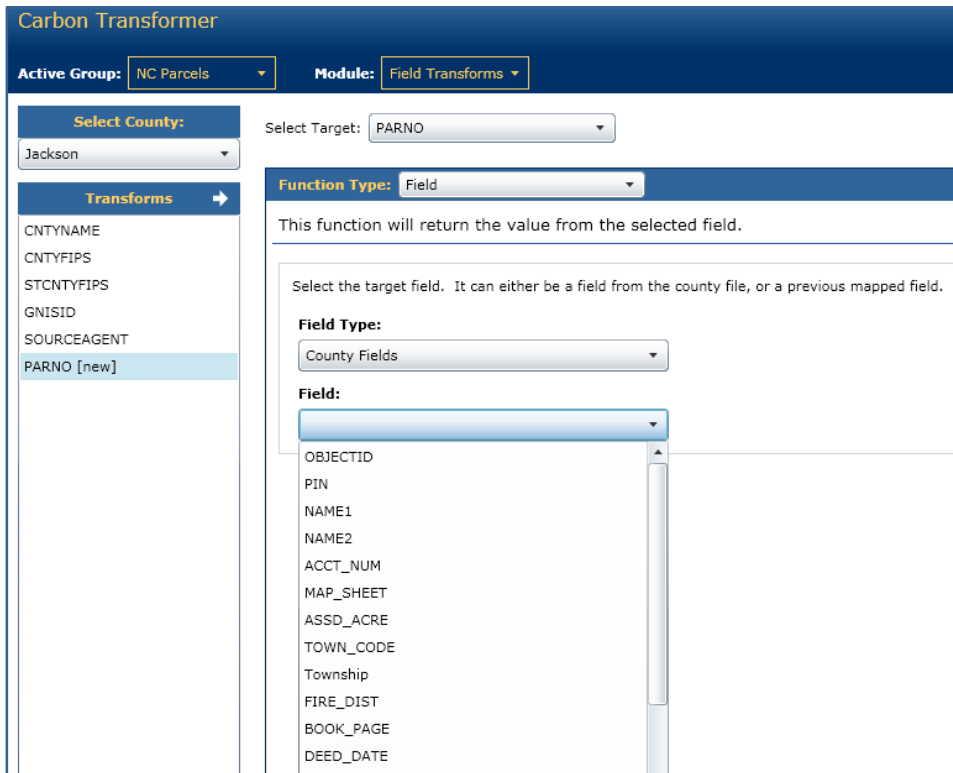 Carbon Transformer
Active Group: NC Parcels Module: Field Transforms
Select County:
Jackson
Transforms
CNTYNAME
CNTYFIPS
STCNTYFIPS
GNISID
SOURCEAGENT
PARNO [new]
Select Target: PARNO
Function Type: Field
This function will return the value from the selected field.
Select the target field. It can either be a field from the county file, or a previous mapped field.
Field Type:
County Fields
Field:
OBJECTID
PIN
NAME1
NAME2
ACCT_NUM
MAP_SHEET
ASSD_ACRE
TOWN_CODE
Township
FIRE_DIST
BOOK_PAGE
DEED_DATE